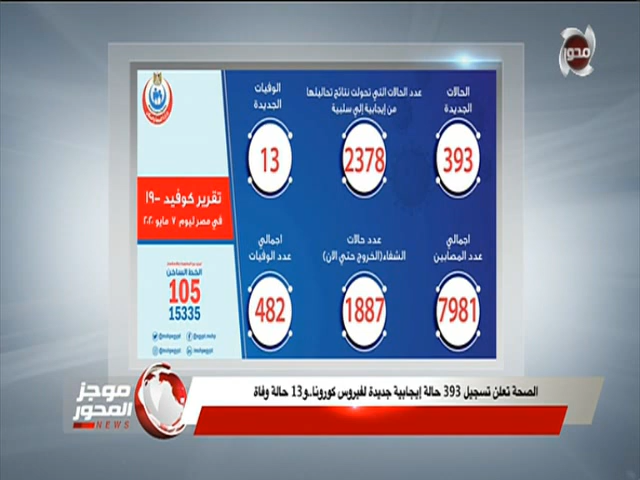 محور
الحالات
الجديدة
393
عدد الحالات التي تحولت نتائج تحاليلها
من إيجابية إلي سلبية
2378
الوفيات
الجديدة
13
تقرير كوفيد -١٩
في مصر ليوم ٧ مايو ٢٠٢٠
اجمالي
عدد المصابين
7981
عدد حالات
الشفاء(الخروج حتي الآن)
1887
اجمالي
عدد الوفيات
482
الخط الساخن
105
15335
الصحة تعلن تسجيل 393 حالة إيجابية جديدة لفيروس كورونا..و13 حالة وفاة
موجز
المحور
NEWS